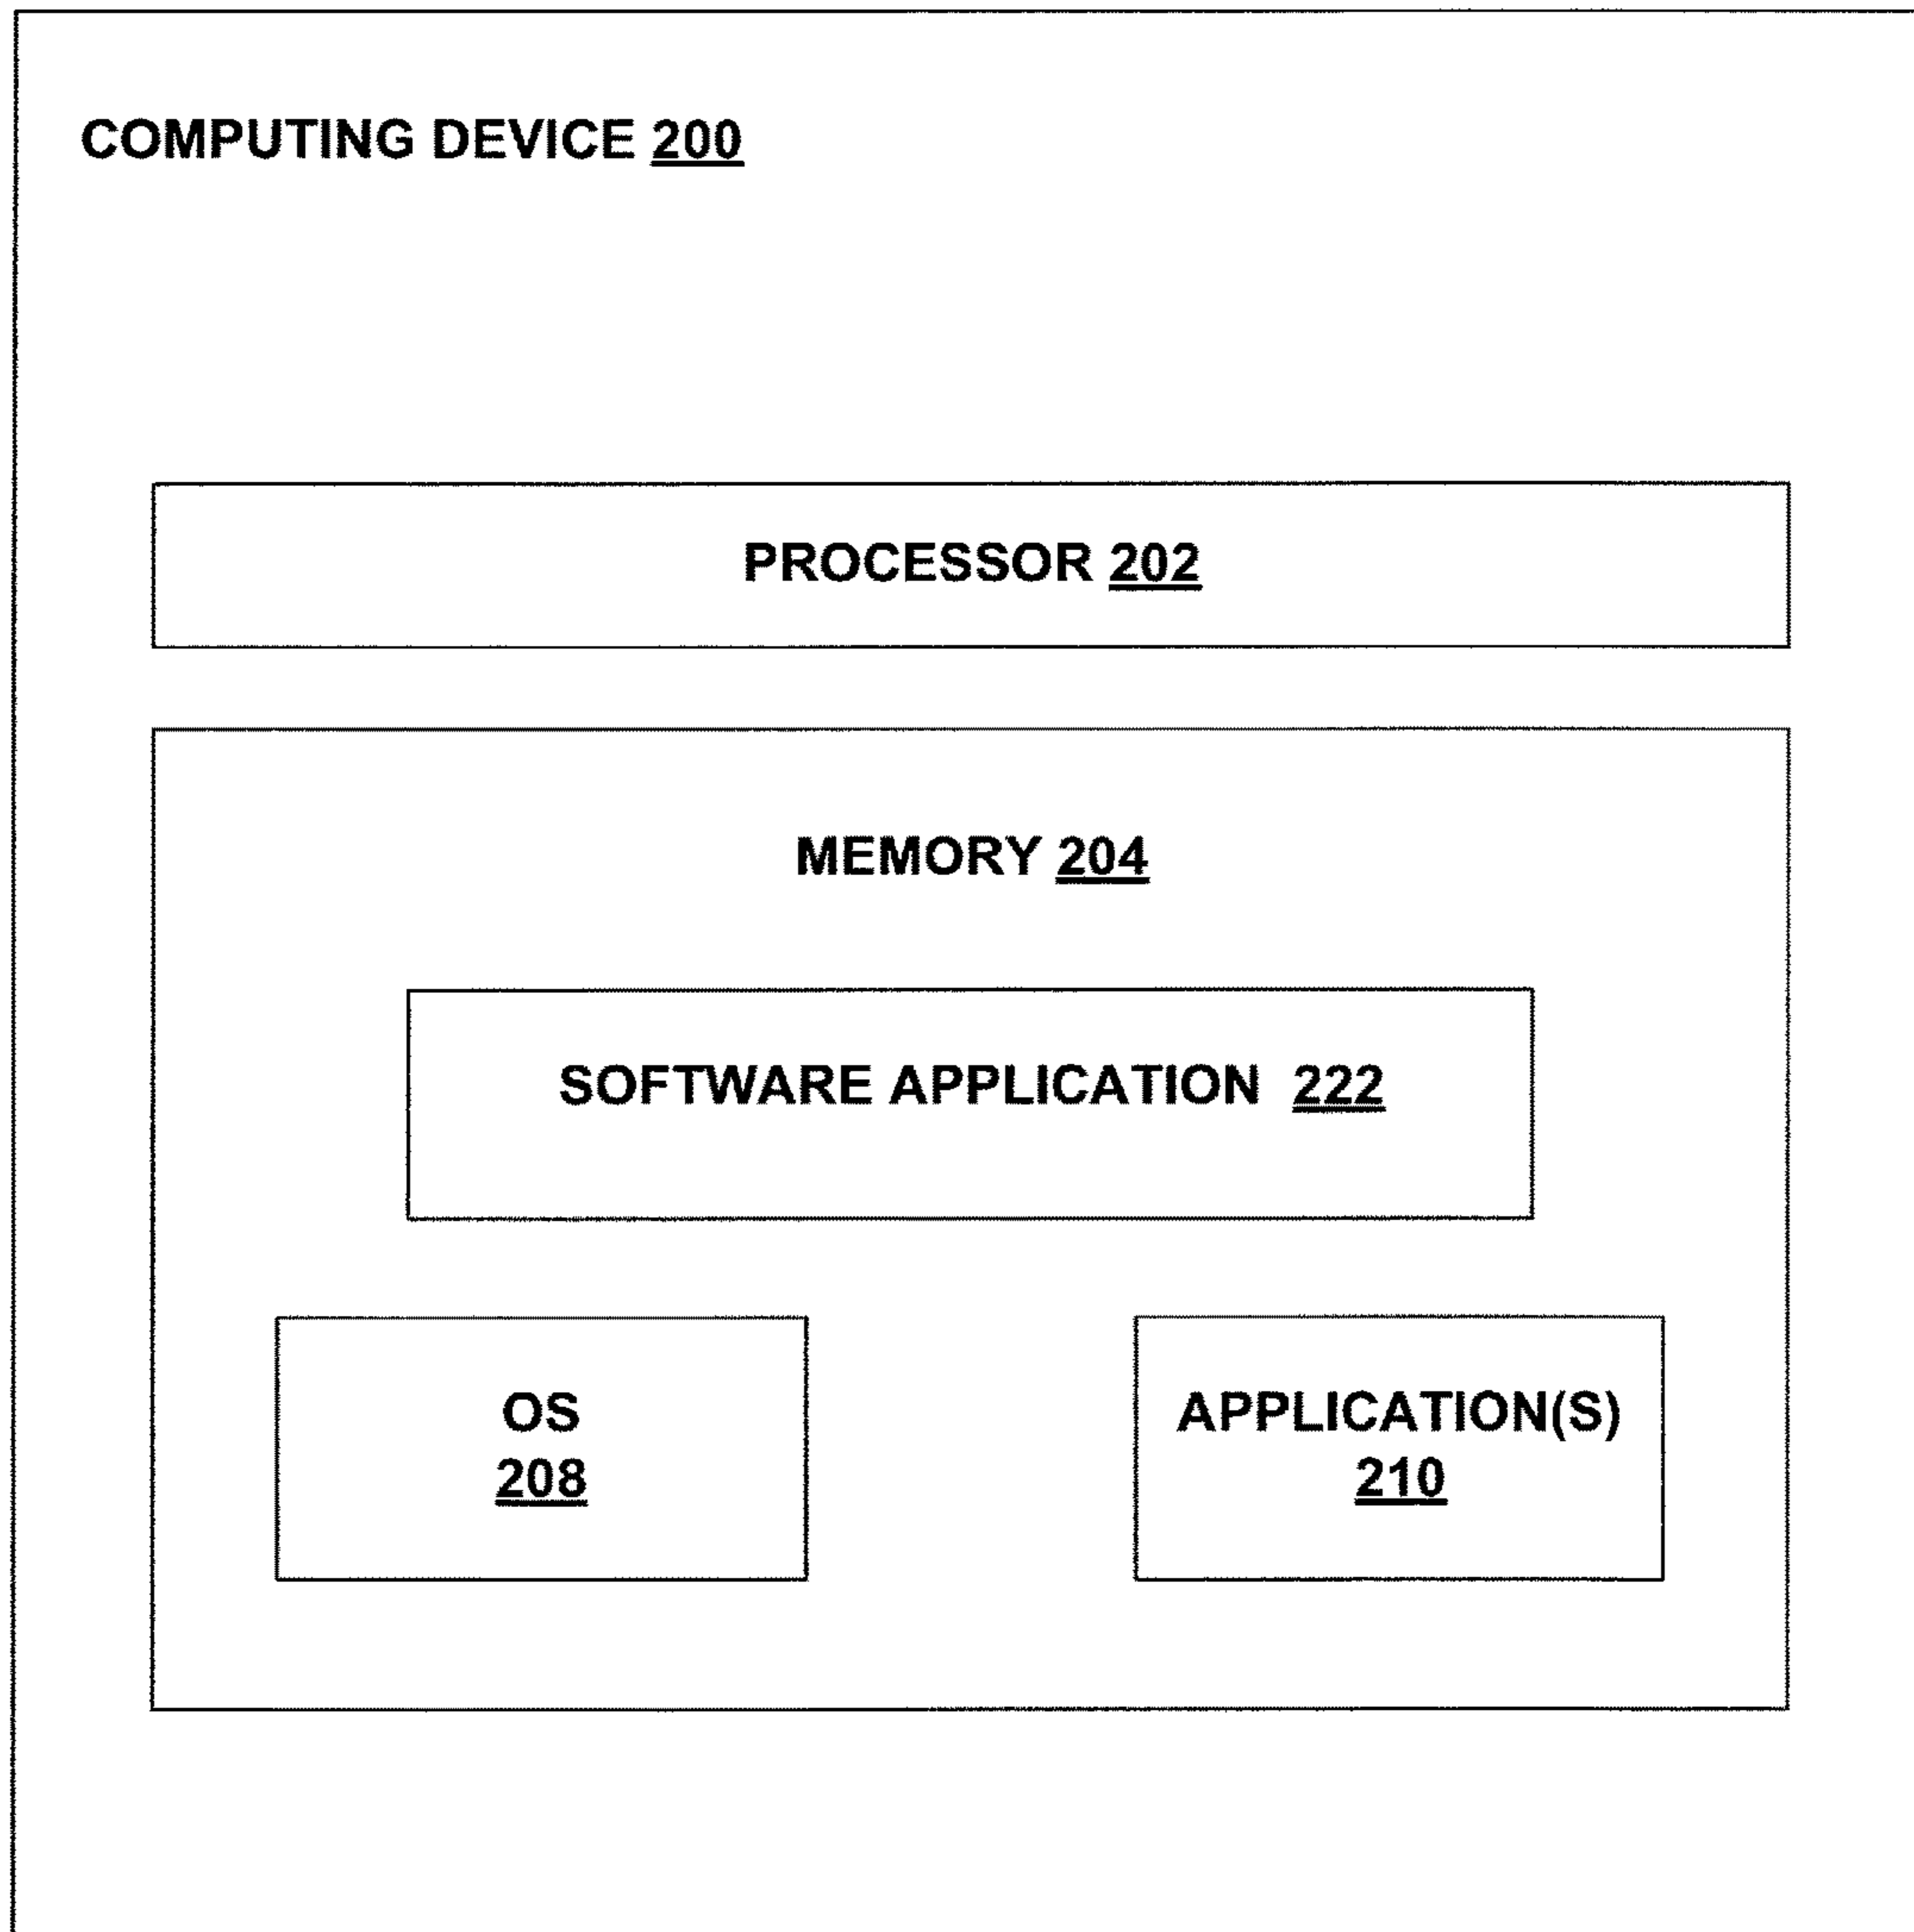 COMPUTING DEVICE 200
PROCESSOR 202
MEMORY 204
SOFTWARE APPLICATION 222
OS
208
APPLICATION(S)
210